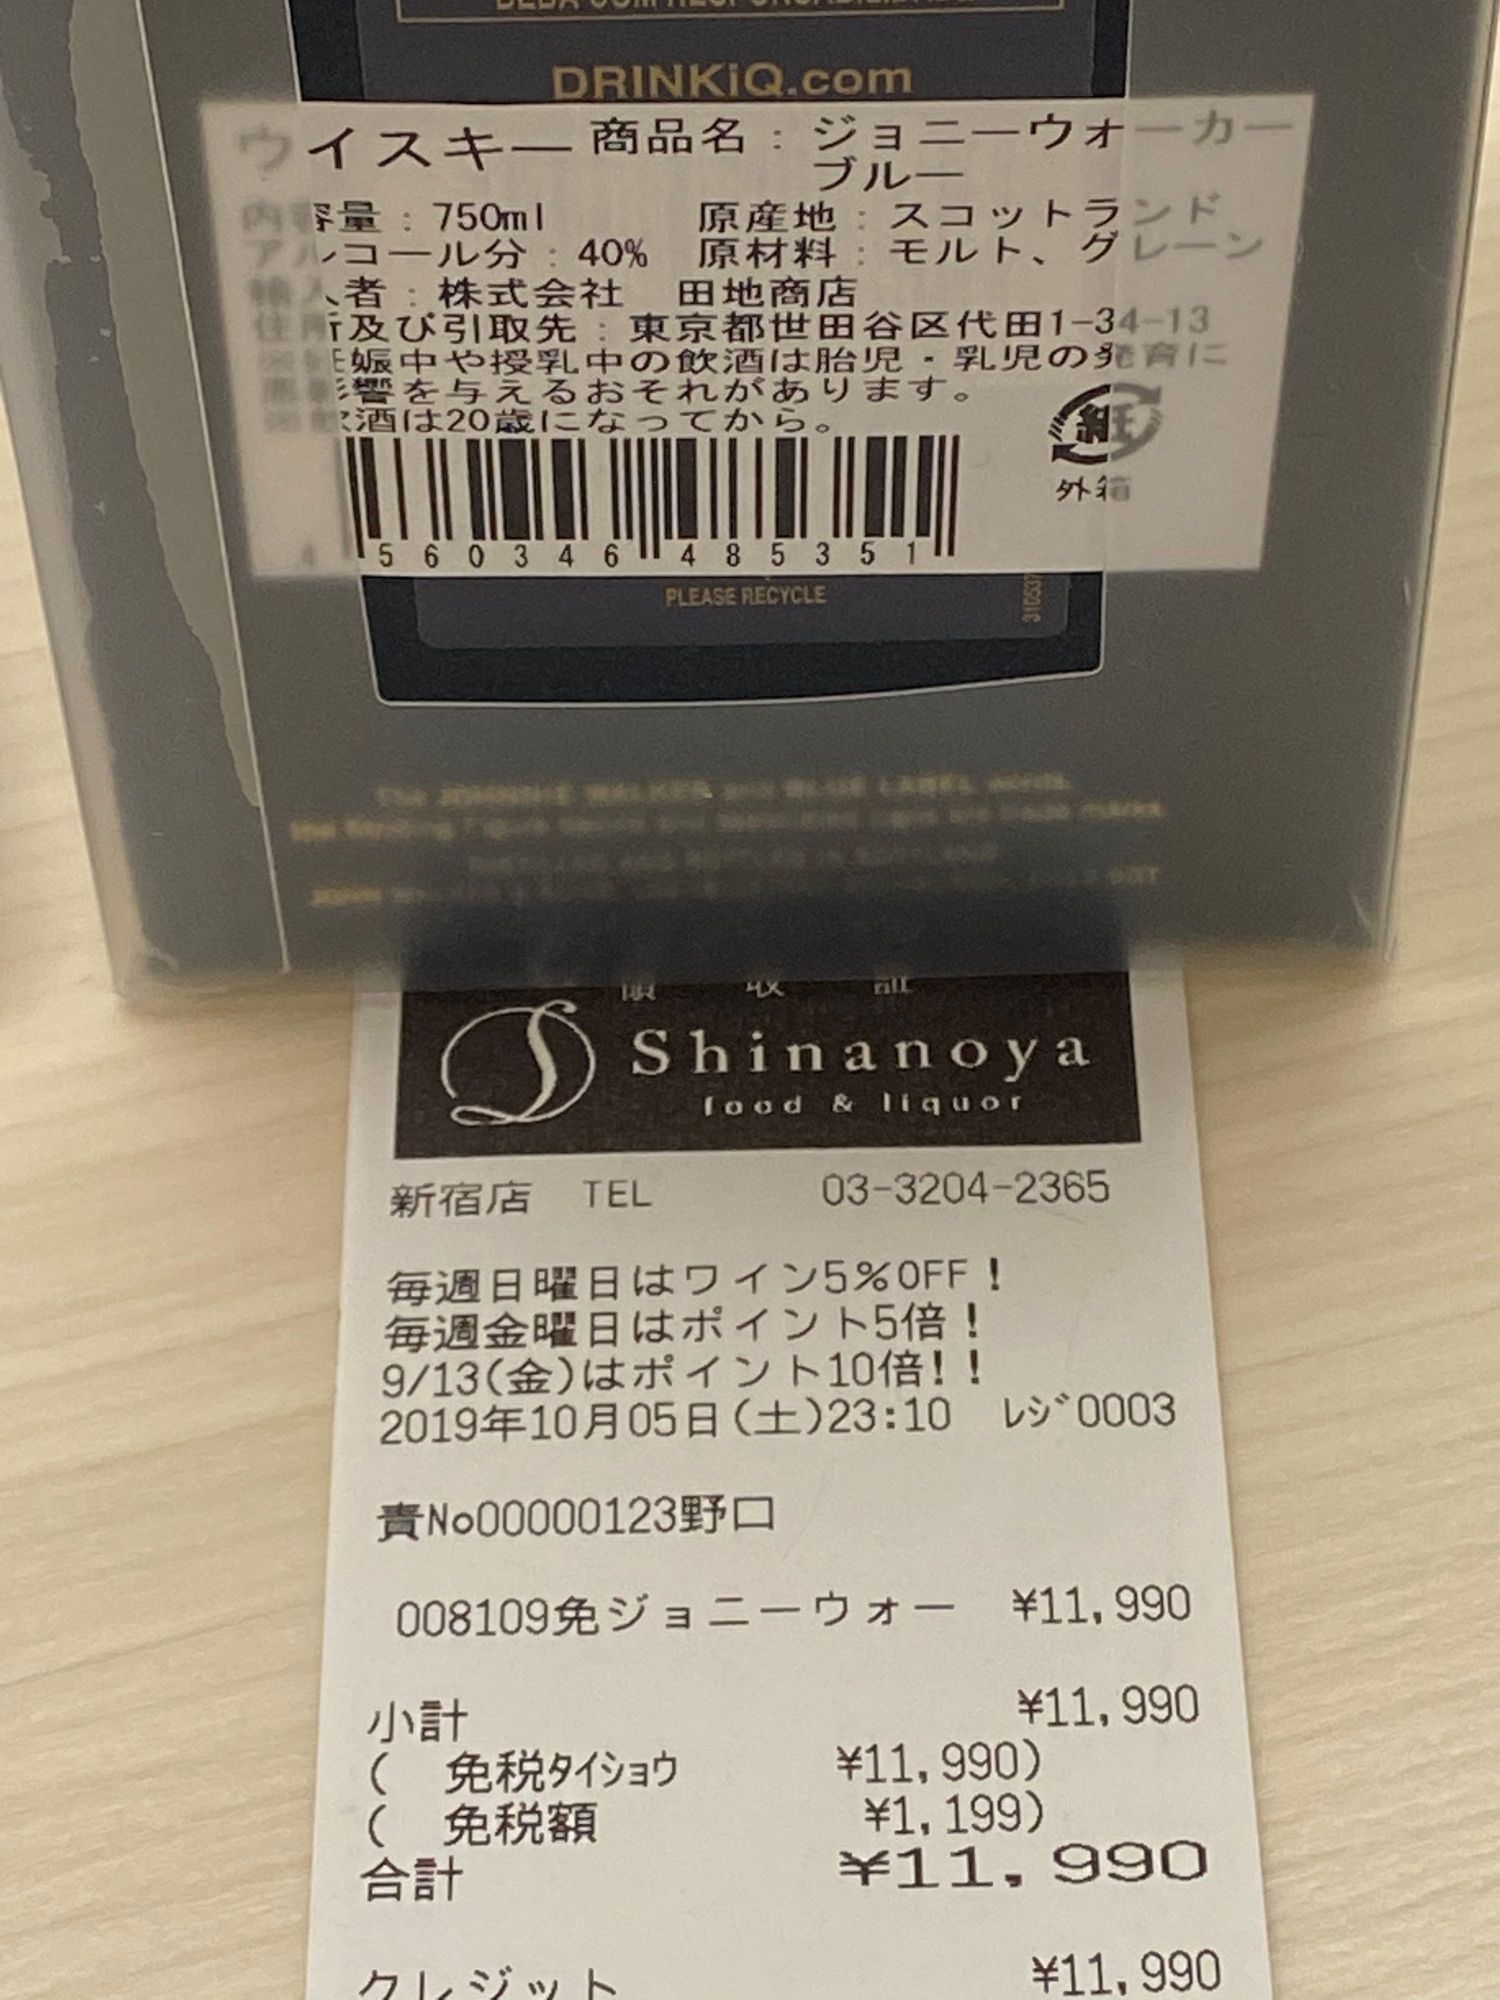 DRINKiQ.com
ウイスキー 商品名：ジョニーウォーカー
ブルー
内容量：750ml 原産地：スコットランド
アルコール分：40% 原材料：モルト、グレーン
輸入者：株式会社 田地商店
住所及び引取先：東京都世田谷区代田1-34-13
妊娠中や授乳中の飲酒は胎児・乳児の発育に
悪影響を与えるおそれがあります。
飲酒は20歳になってから。
紙
外箱
4 560346 485351
PLEASE RECYCLE
The JOHNNIE WALKER and BLUE LABEL words,
領収証
Shinanoya
food & liquor
新宿店 TEL 03-3204-2365
毎週日曜日はワイン5%OFF！
毎週金曜日はポイント5倍！
9/13(金)はポイント10倍！！
2019年10月05日(土)23:10 ﾚｼﾞ0003
責No00000123野口
008109免ジョニーウォー ¥11,990
小計 ¥11,990
( 免税ﾀｲｼｮｳ ¥11,990)
( 免税額 ¥1,199)
合計 ¥11,990
クレジット ¥11,990